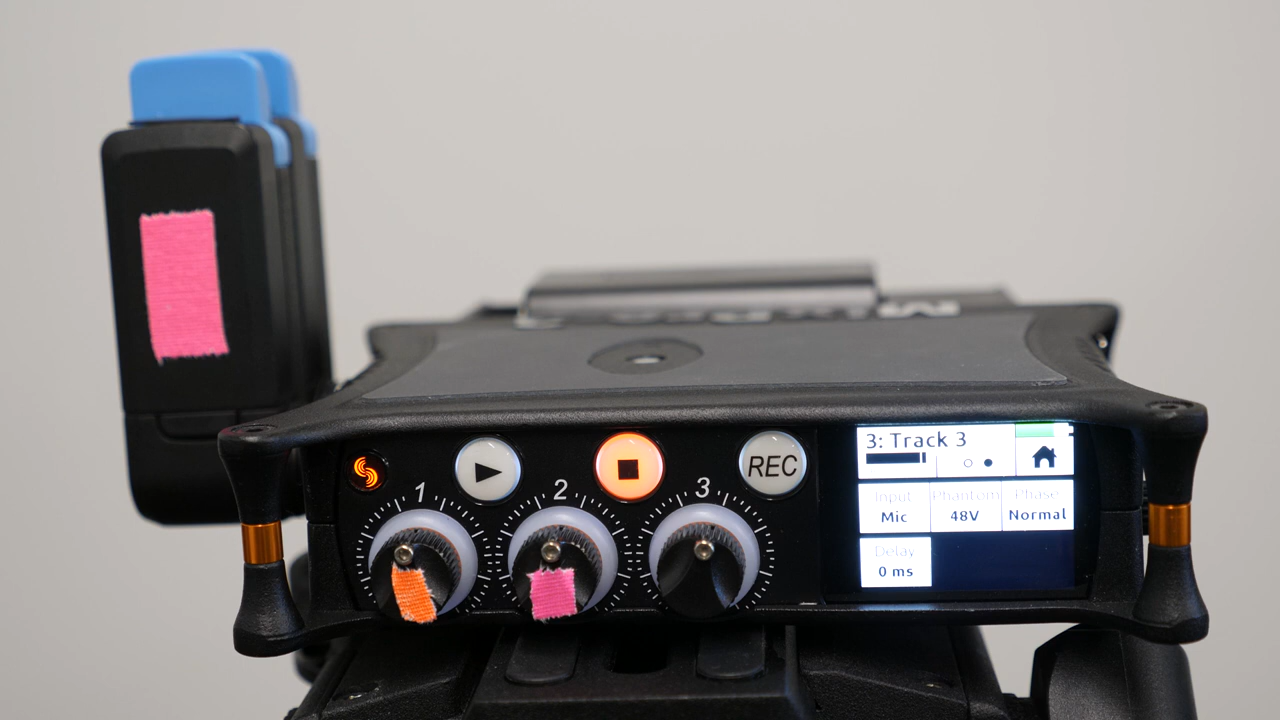 1
2
3
REC
3: Track 3
Input
Mic
Phantom
48V
Phase
Normal
Delay
0 ms